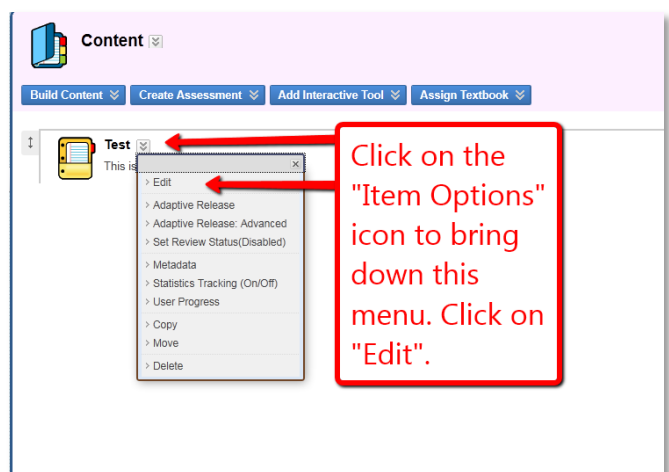 Content
Build Content Create Assessment Add Interactive Tool Assign Textbook
Test
This is
> Edit
> Adaptive Release
> Adaptive Release: Advanced
> Set Review Status(Disabled)
> Metadata
> Statistics Tracking (On/Off)
> User Progress
> Copy
> Move
> Delete
Click on the
"Item Options"
icon to bring
down this
menu. Click on
"Edit".